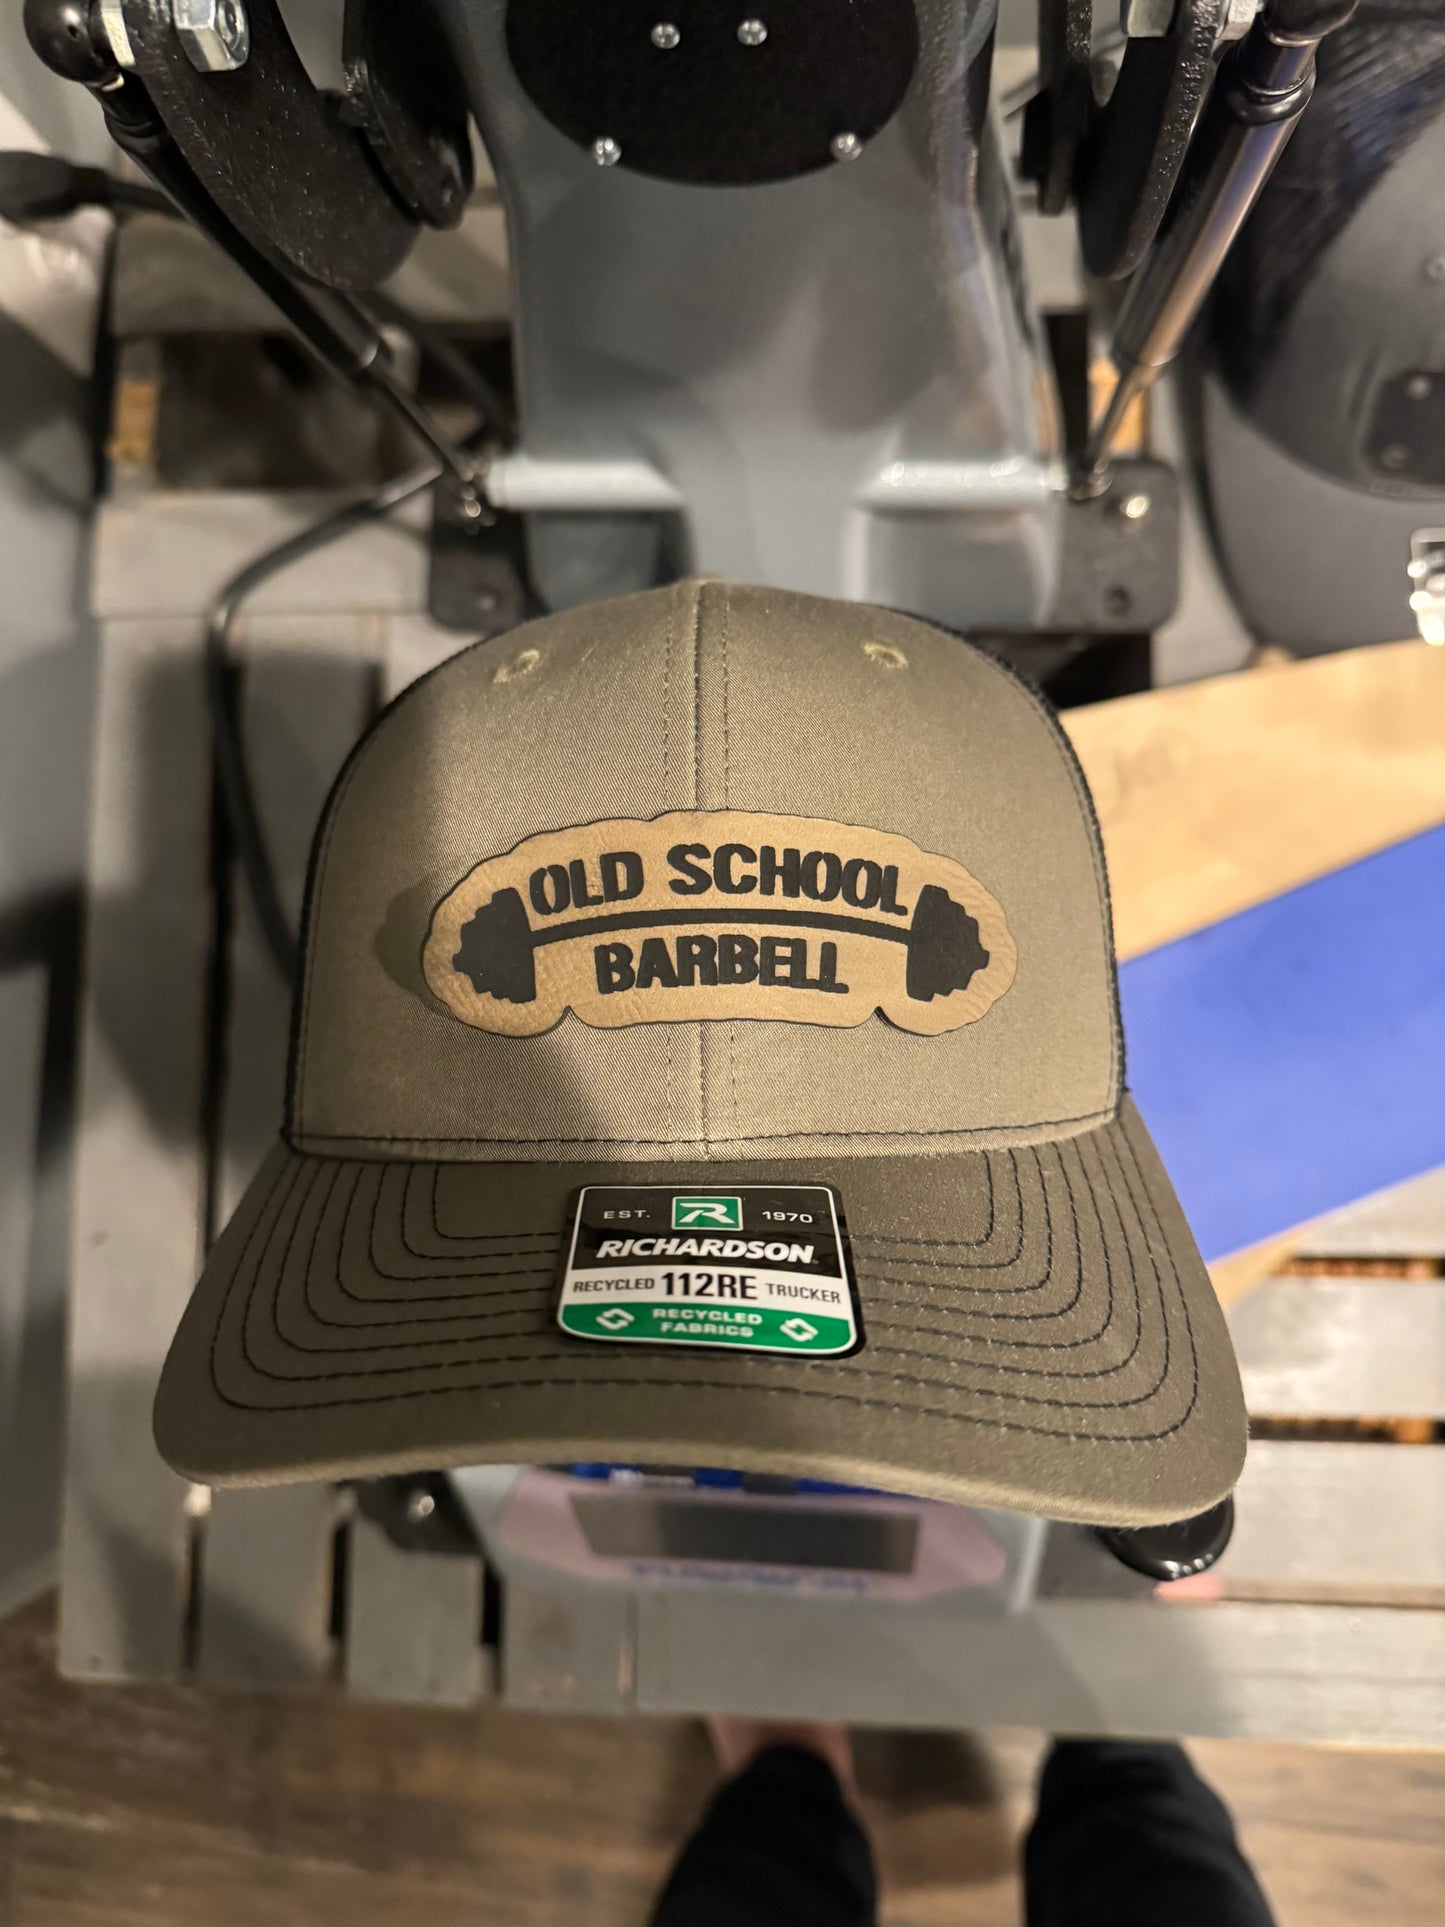 OLD SCHOOL
BARBELL
EST. R 1970
RICHARDSON
RECYCLED 112RE TRUCKER
RECYCLED
FABRICS